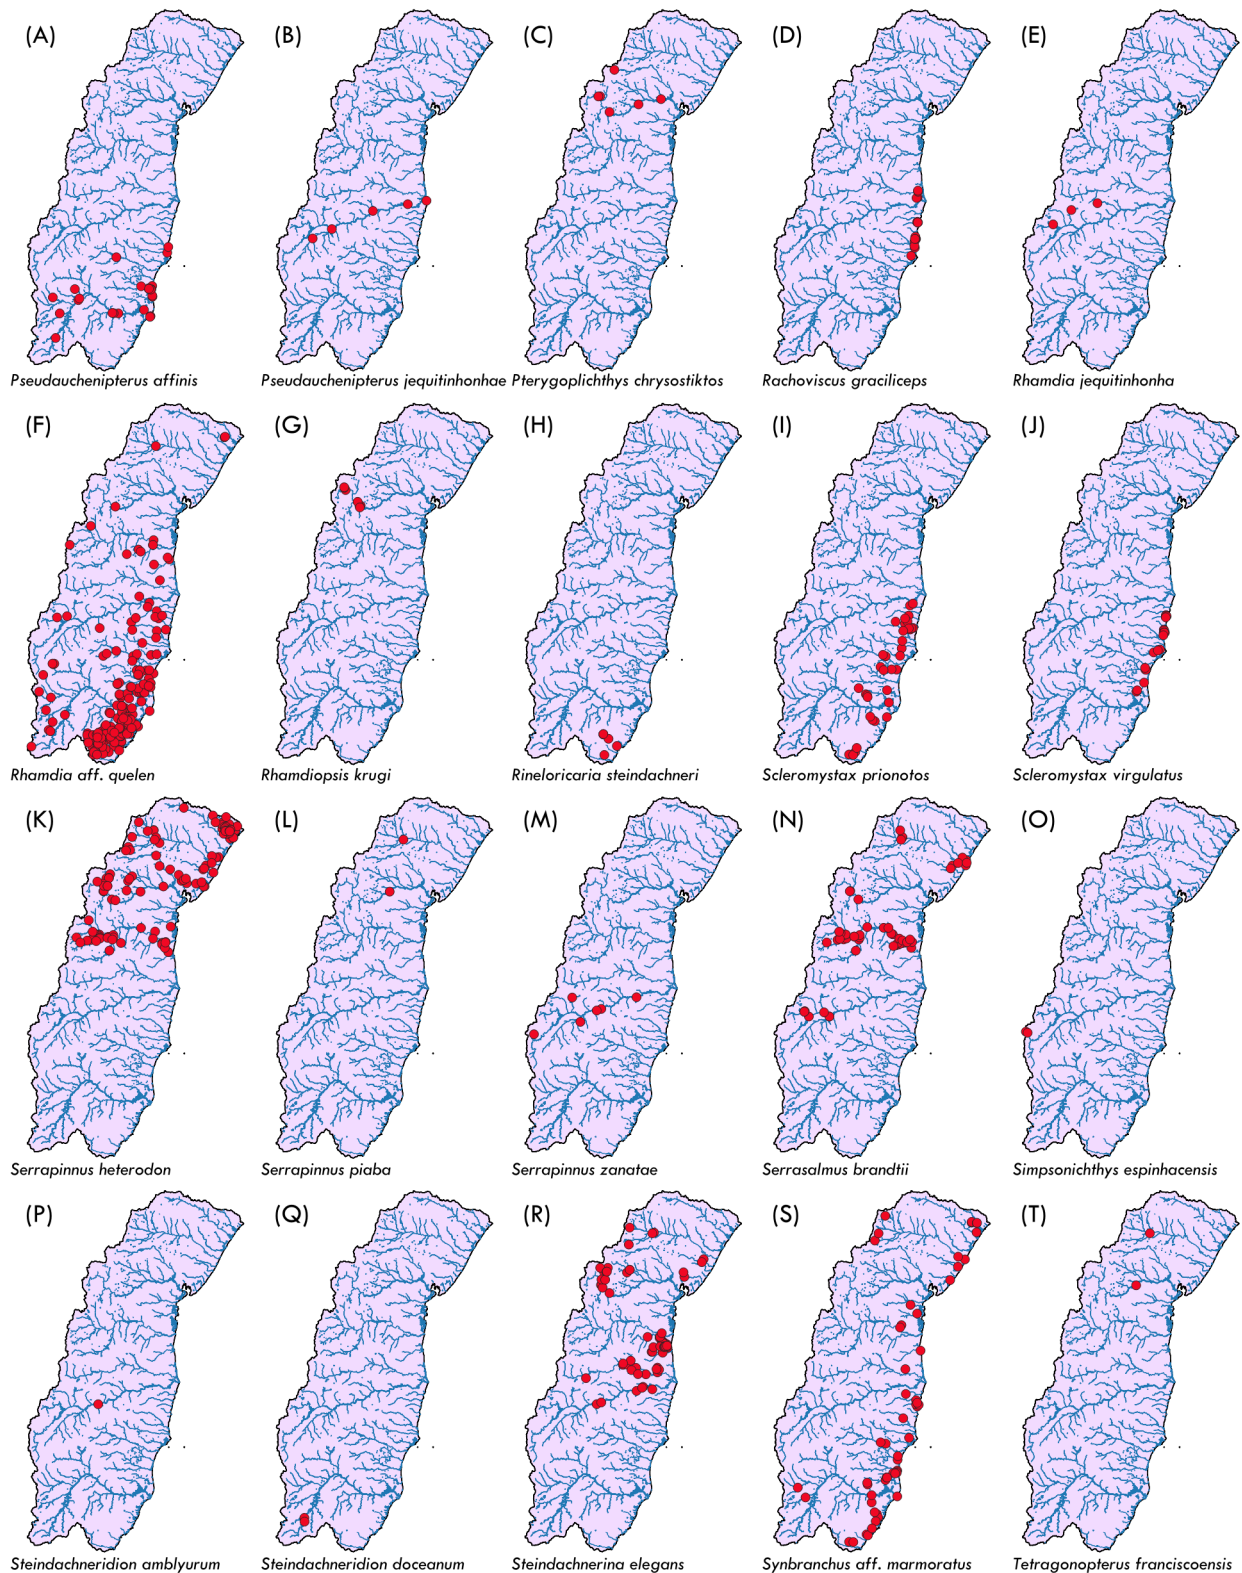 (A) (B) (C) (D) (E)
Pseudauchenipterus affinis Pseudauchenipterus jequitinhonhae Pterygoplichthys chrysostiktos Rachoviscus graciliceps Rhamdia jequitinhonha
(F) (G) (H) (I) (J)
Rhamdia aff. quelen Rhamdiopsis krugi Rineloricaria steindachneri Scleromystax prionotos Scleromystax virgulatus
(K) (L) (M) (N) (O)
Serrapinnus heterodon Serrapinnus piaba Serrapinnus zanatae Serrasalmus brandtii Simpsonichthys espinhacensis
(P) (Q) (R) (S) (T)
Steindachneridion amblyurum Steindachneridion doceanum Steindachnerina elegans Synbranchus aff. marmoratus Tetragonopterus franciscoensis